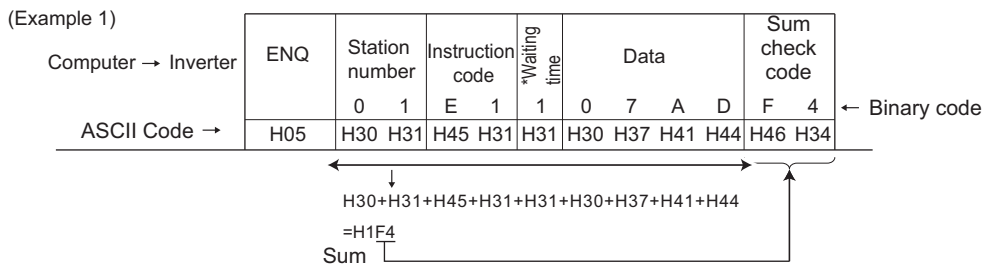 (Example 1)
Computer → Inverter
ENQ
Station number
Instruction code
*Waiting time
Data
Sum check code
0 1 E 1 1 0 7 A D F 4 ← Binary code
ASCII Code → H05 H30 H31 H45 H31 H31 H30 H37 H41 H44 H46 H34
H30+H31+H45+H31+H31+H30+H37+H41+H44
=H1F4
Sum